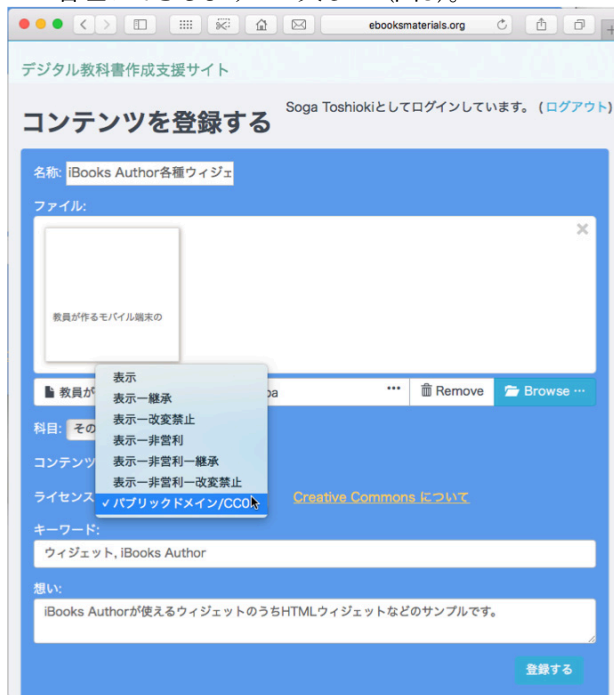 ebooksmaterials.org
デジタル教科書作成支援サイト
コンテンツを登録する
Soga Toshiokiとしてログインしています。 (ログアウト)
名称: iBooks Author各種ウィジェ
ファイル:
教員が作るモバイル端末の
教員が
ba
Remove
Browse ...
表示
表示—継承
表示—改変禁止
表示—非営利
表示—非営利—継承
表示—非営利—改変禁止
✓ パブリックドメイン/CC0
科目: その
コンテンツ
ライセンス
Creative Commons について
キーワード:
ウィジェット, iBooks Author
想い:
iBooks Authorが使えるウィジェットのうちHTMLウィジェットなどのサンプルです。
登録する